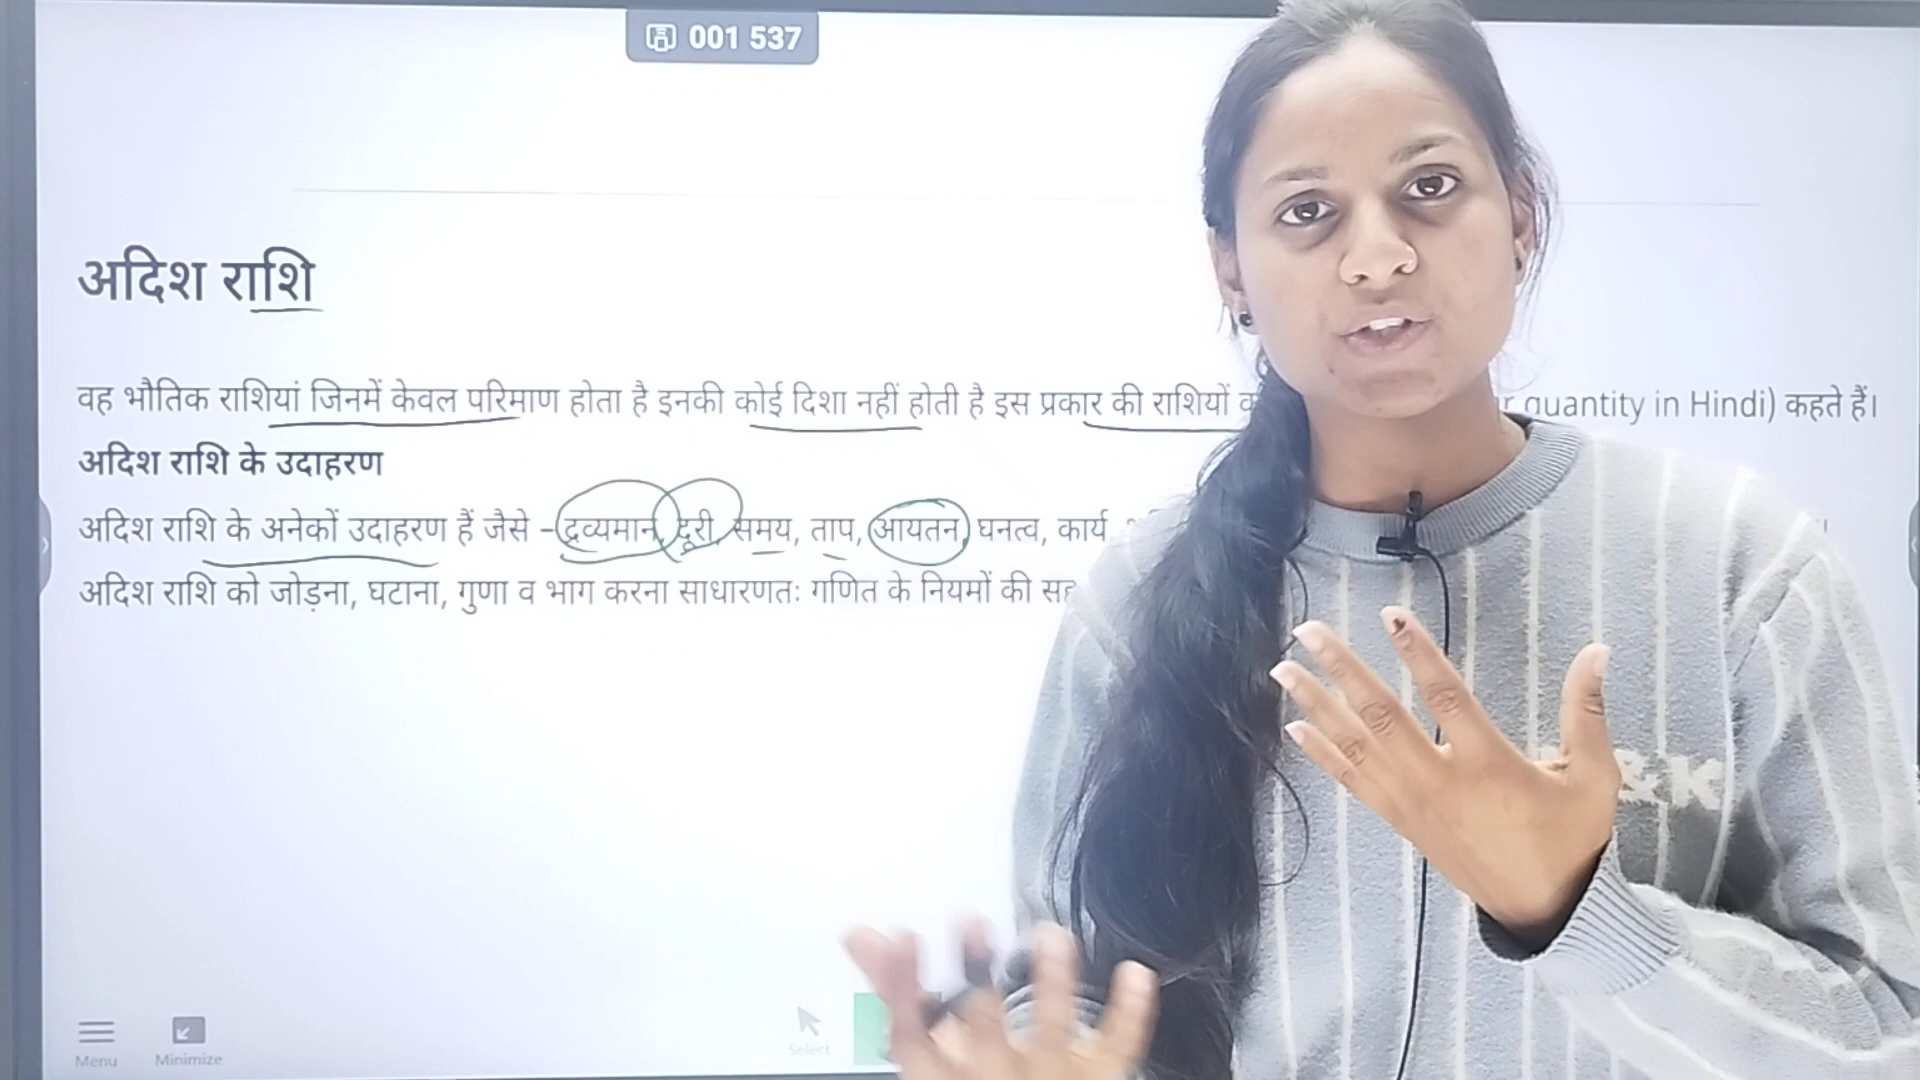 001 537
अदिश राशि
वह भौतिक राशियां जिनमें केवल परिमाण होता है इनकी कोई दिशा नहीं होती है इस प्रकार की राशियों quantity in Hindi) कहते हैं।
अदिश राशि के उदाहरण
अदिश राशि के अनेकों उदाहरण हैं जैसे – द्रव्यमान, दूरी, समय, ताप, आयतन, घनत्व, कार्य,
अदिश राशि को जोड़ना, घटाना, गुणा व भाग करना साधारणतः गणित के नियमों की
&K
Menu Minimize Select